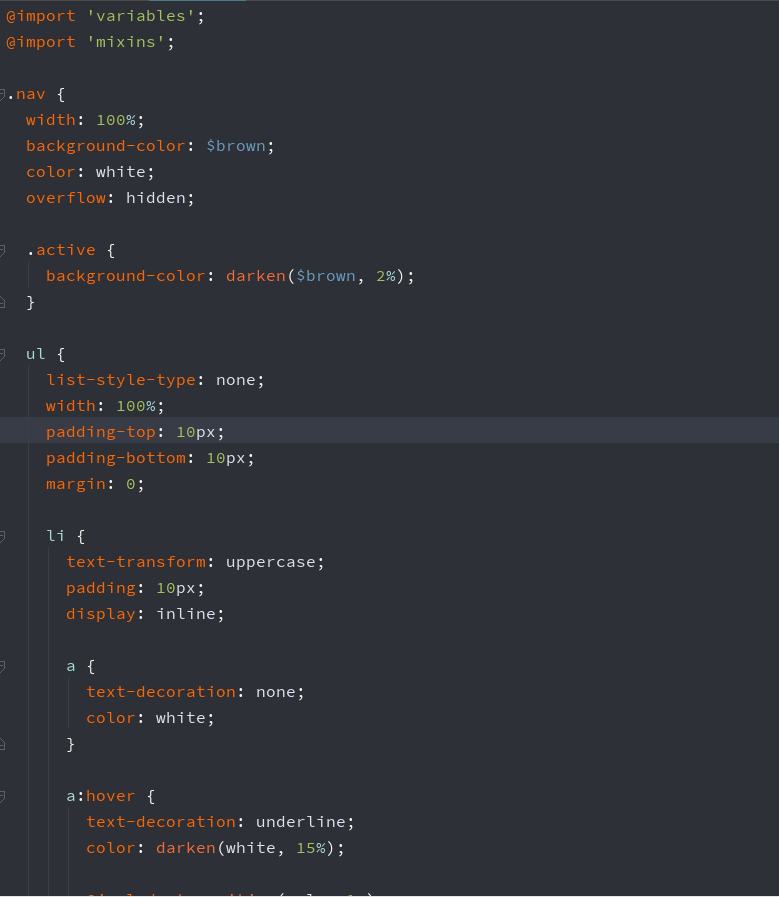 @import 'variables';
@import 'mixins';
.nav {
width: 100%;
background-color: $brown;
color: white;
overflow: hidden;
.active {
background-color: darken($brown, 2%);
}
ul {
list-style-type: none;
width: 100%;
padding-top: 10px;
padding-bottom: 10px;
margin: 0;
li {
text-transform: uppercase;
padding: 10px;
display: inline;
a {
text-decoration: none;
color: white;
}
a:hover {
text-decoration: underline;
color: darken(white, 15%);